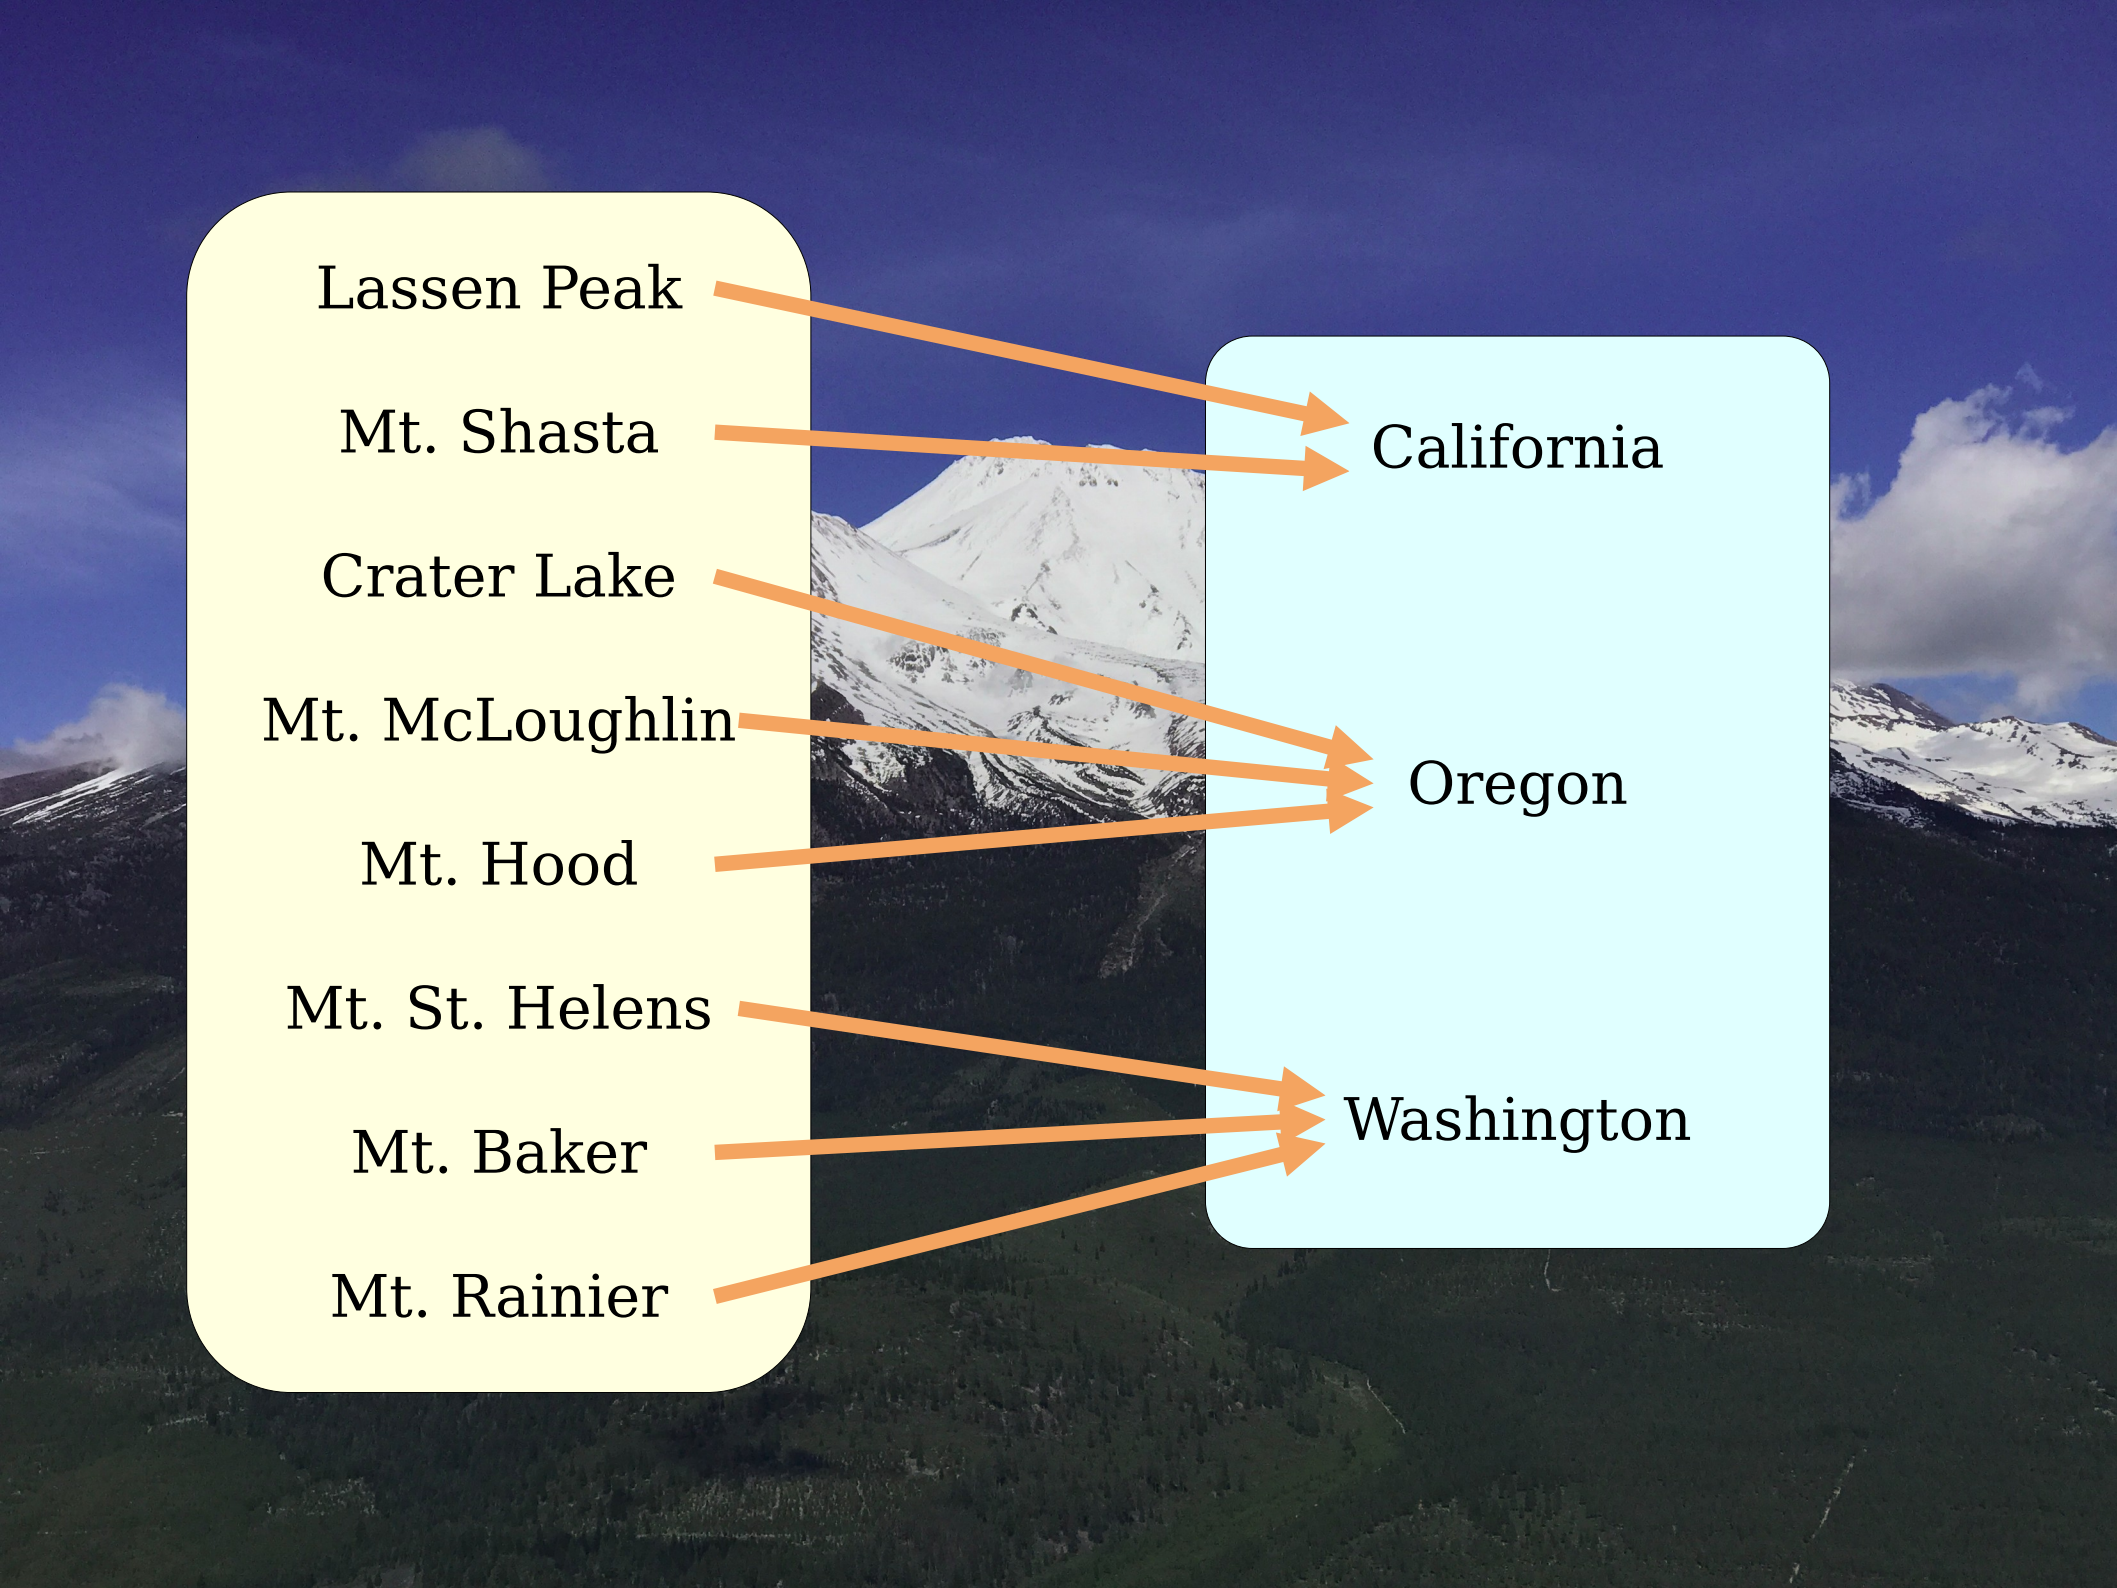 Lassen Peak
Mt. Shasta
Crater Lake
Mt. McLoughlin
Mt. Hood
Mt. St. Helens
Mt. Baker
Mt. Rainier
California
Oregon
Washington